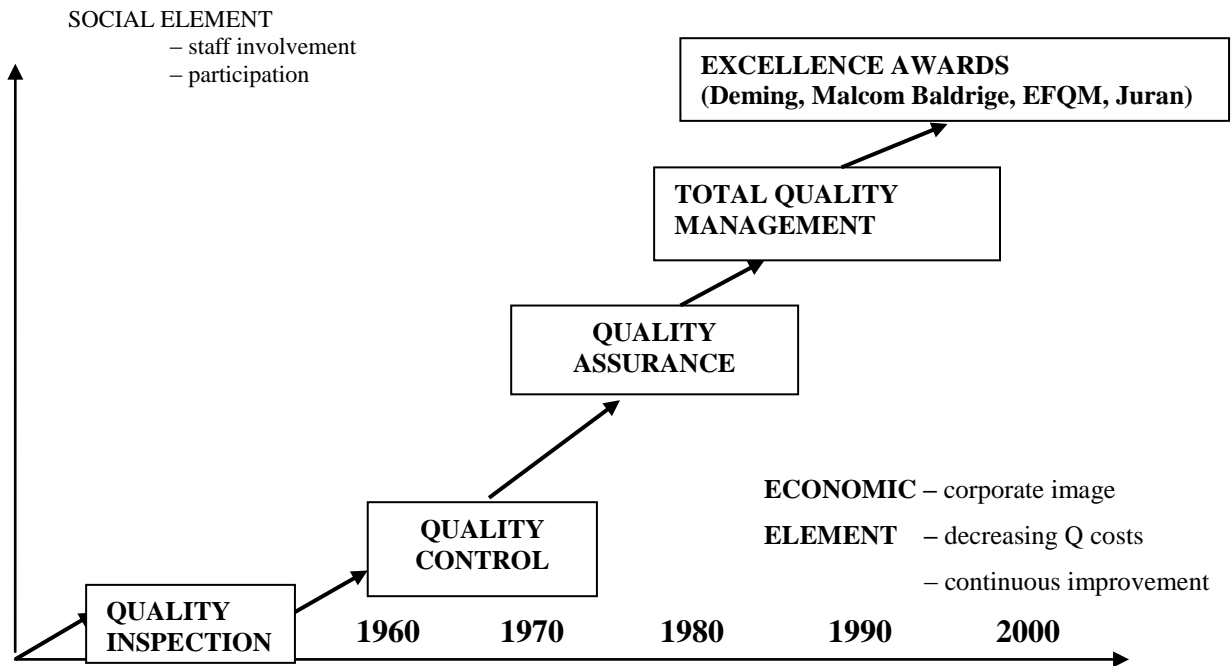 SOCIAL ELEMENT
– staff involvement
– participation
EXCELLENCE AWARDS
(Deming, Malcom Baldrige, EFQM, Juran)
TOTAL QUALITY
MANAGEMENT
QUALITY
ASSURANCE
ECONOMIC – corporate image
ELEMENT – decreasing Q costs
– continuous improvement
QUALITY
CONTROL
QUALITY
INSPECTION
1960 1970 1980 1990 2000